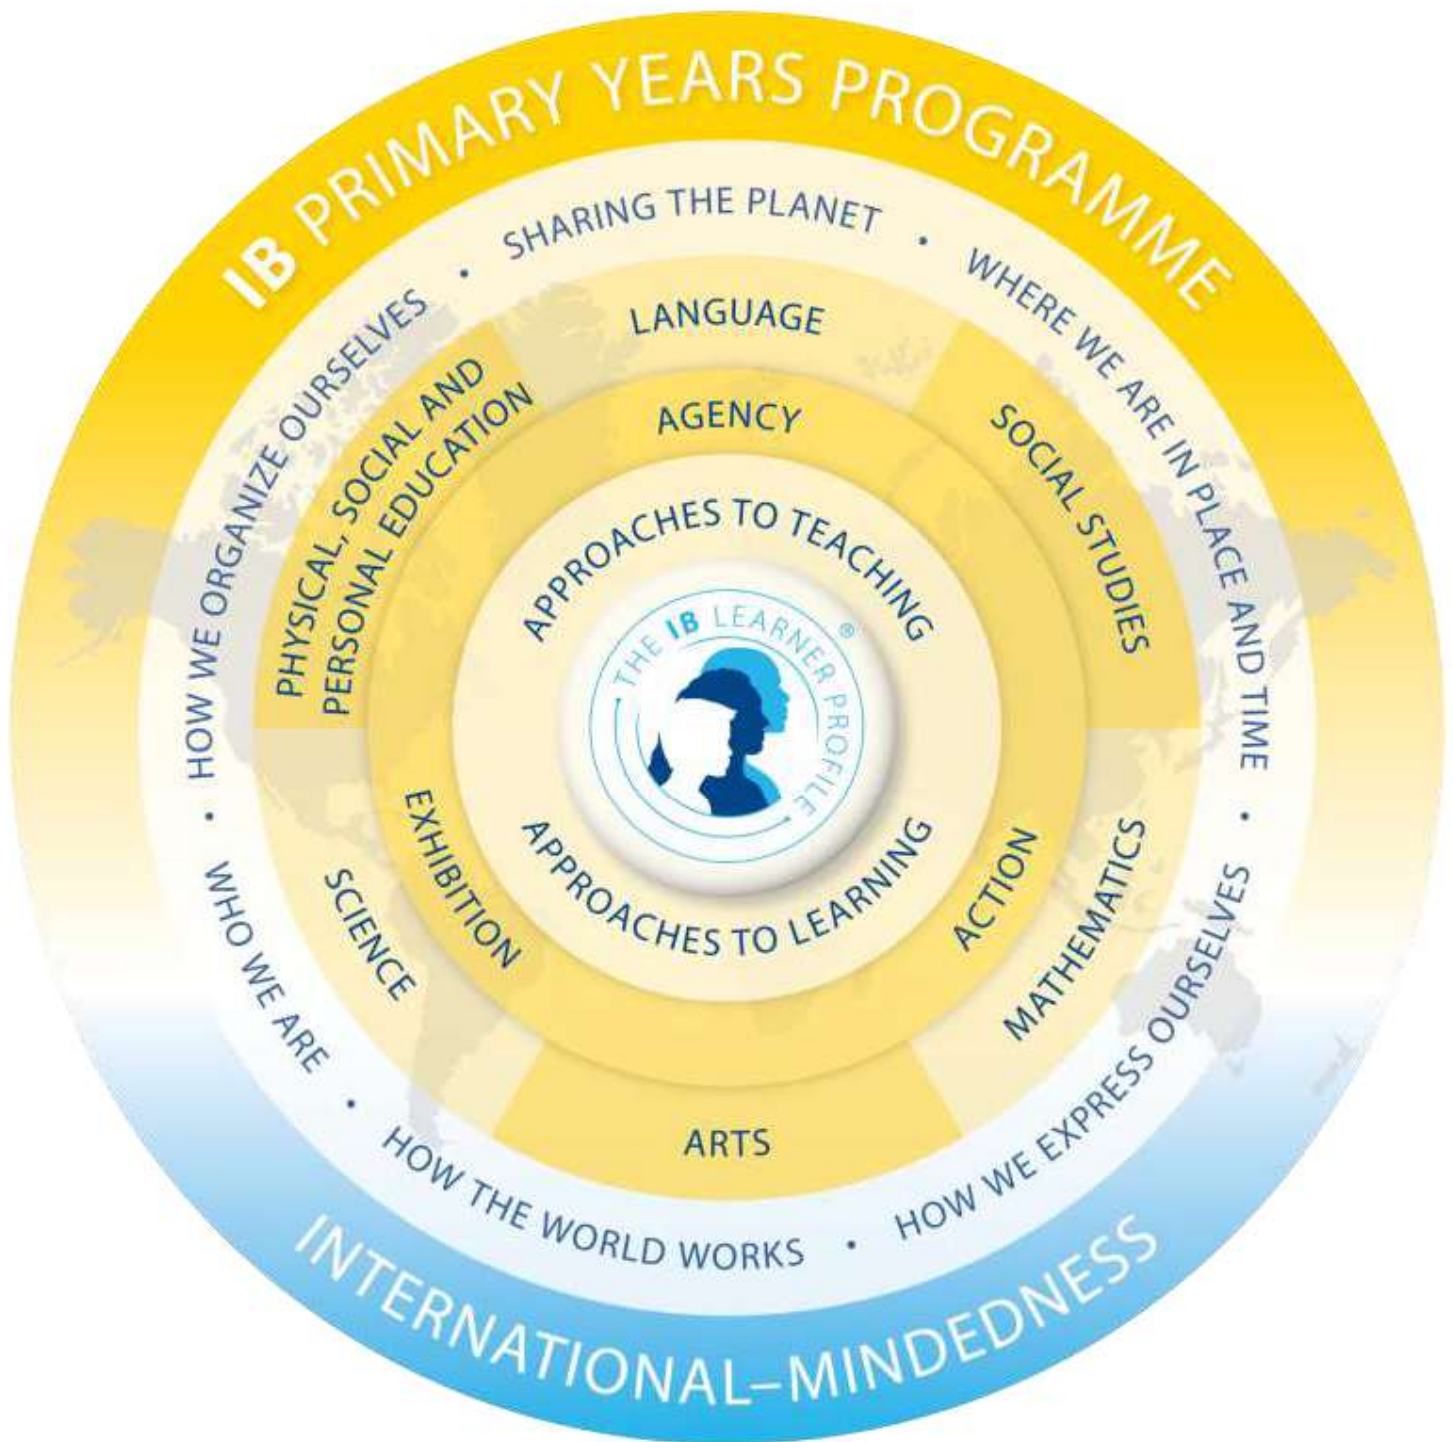 IB PRIMARY YEARS PROGRAMME
SHARING THE PLANET
•
WHERE WE ARE IN PLACE AND TIME
•
HOW WE EXPRESS OURSELVES
•
HOW THE WORLD WORKS
•
WHO WE ARE
•
HOW WE ORGANIZE OURSELVES
•
LANGUAGE
SOCIAL STUDIES
MATHEMATICS
ARTS
SCIENCE
PHYSICAL, SOCIAL AND
PERSONAL EDUCATION
AGENCY
ACTION
EXHIBITION
APPROACHES TO TEACHING
THE IB LEARNER PROFILE
®
APPROACHES TO LEARNING
INTERNATIONAL–MINDEDNESS